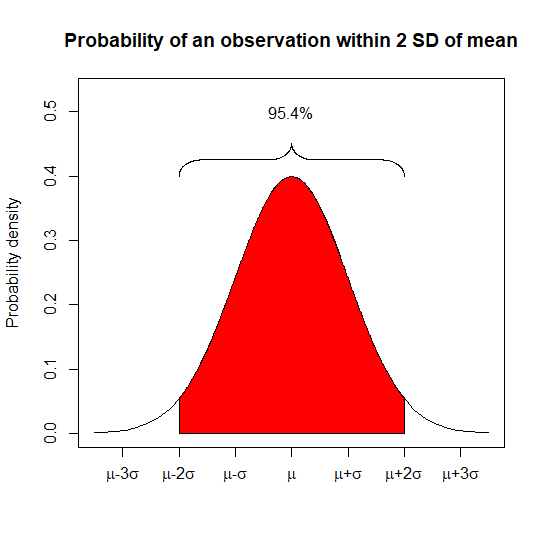 Probability of an observation within 2 SD of mean
95.4%
Probability density
0.5
0.4
0.3
0.2
0.1
0.0
μ-3σ μ-2σ μ-σ μ μ+σ μ+2σ μ+3σ